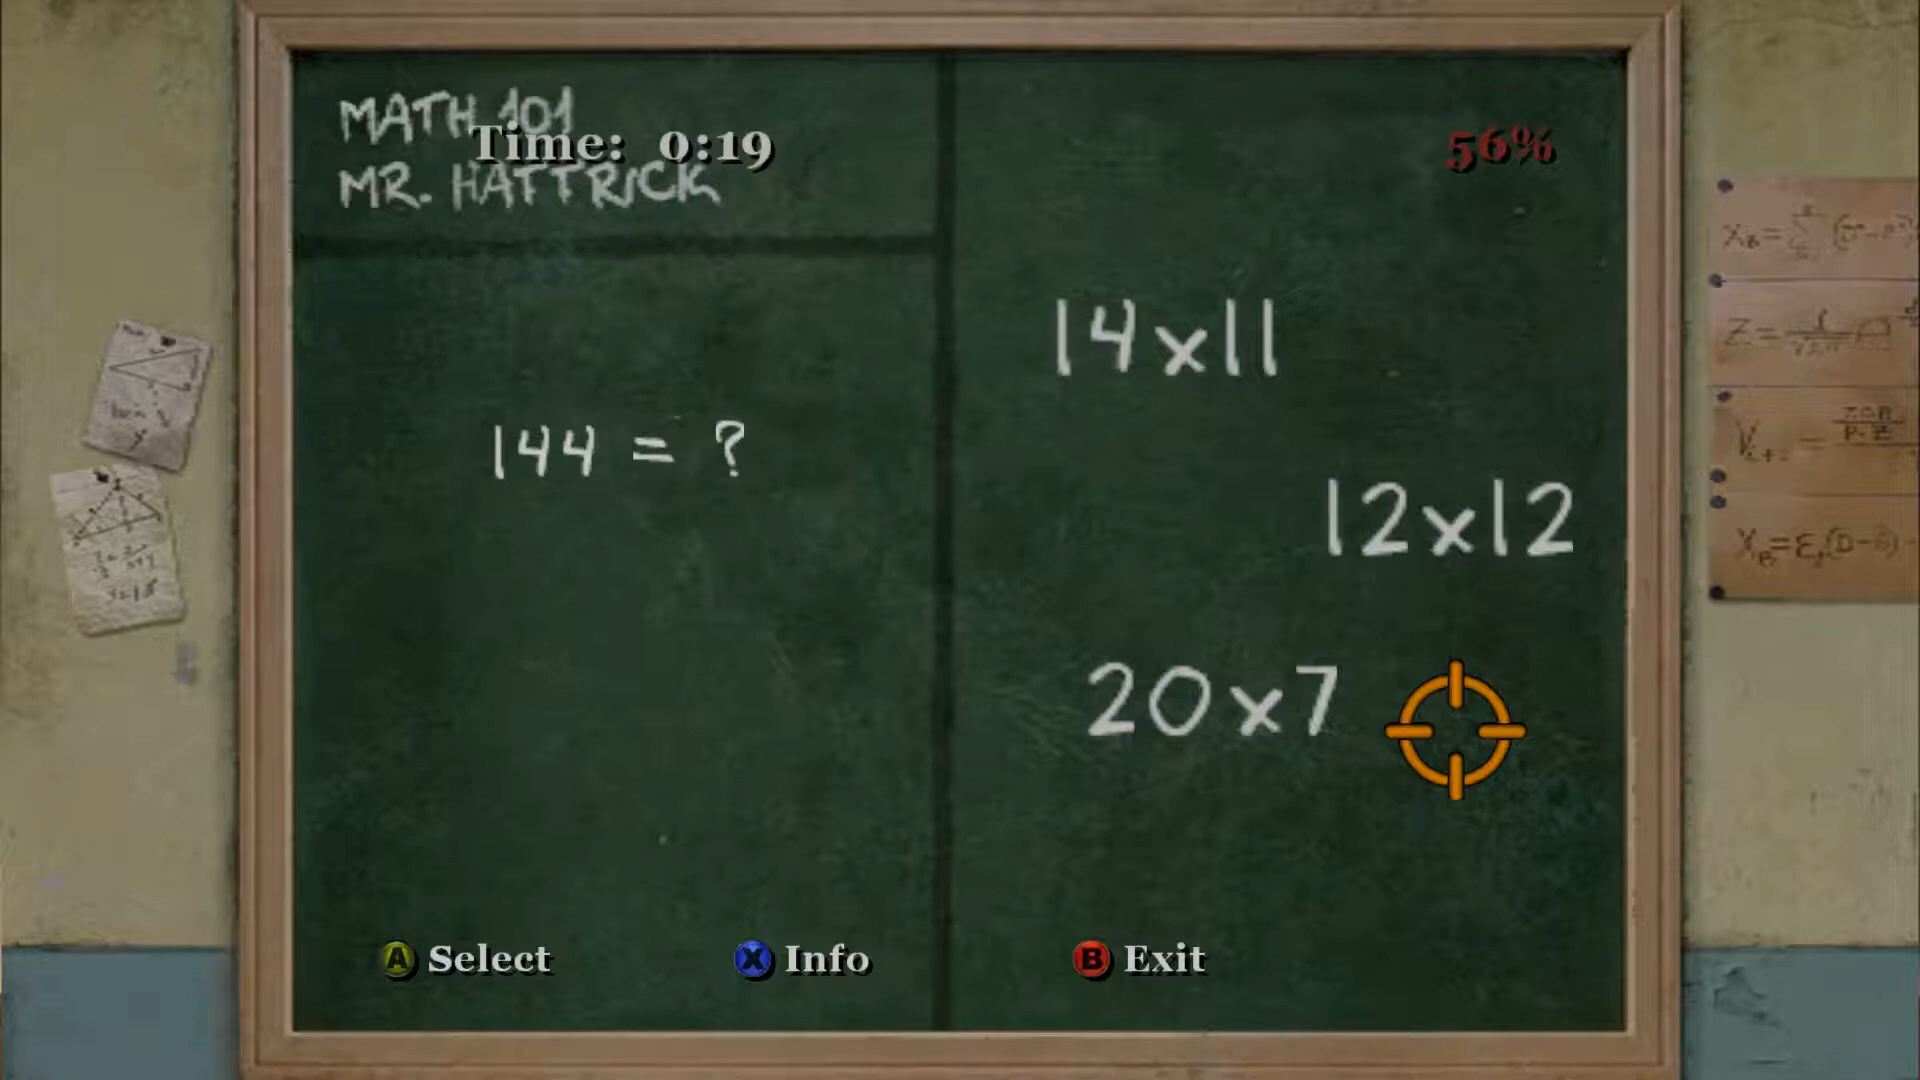 MATH 101
Time: 0:19
56%
MR. HATTRICK
14x11
144 = ?
12x12
20x7
A Select
X Info
B Exit